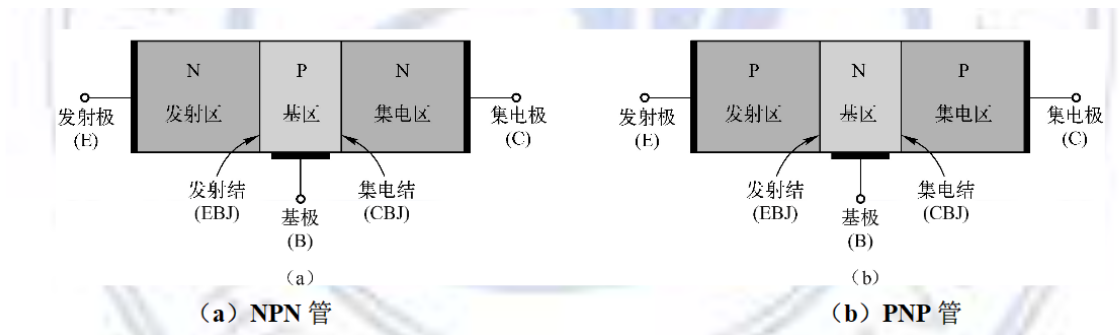 N P N
发射区 基区 集电区
发射极
(E)
集电极
(C)
发射结
(EBJ)
集电结
(CBJ)
基极
(B)
(a)
(a) NPN 管
P N P
发射区 基区 集电区
发射极
(E)
集电极
(C)
发射结
(EBJ)
集电结
(CBJ)
基极
(B)
(b)
(b) PNP 管